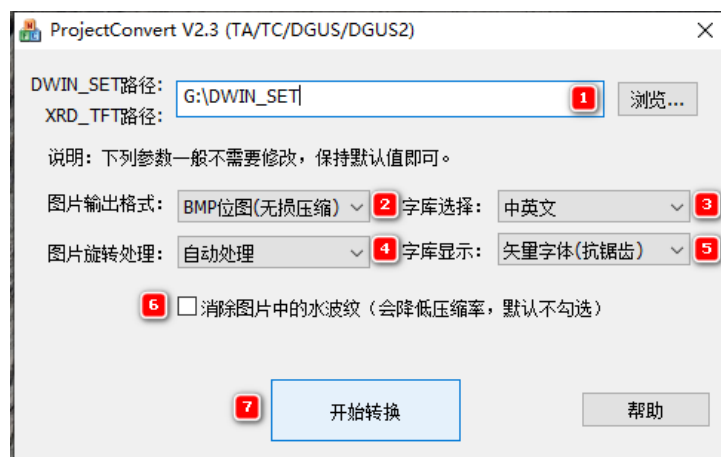 ProjectConvert V2.3 (TA/TC/DGUS/DGUS2)
DWIN_SET路径:
XRD_TFT路径:
G:\DWIN_SET
1
浏览...
说明：下列参数一般不需要修改，保持默认值即可。
图片输出格式: BMP位图(无损压缩) 2 字库选择: 中英文 3
图片旋转处理: 自动处理 4 字库显示: 矢量字体(抗锯齿) 5
6 消除图片中的水波纹（会降低压缩率，默认不勾选）
7 开始转换 帮助